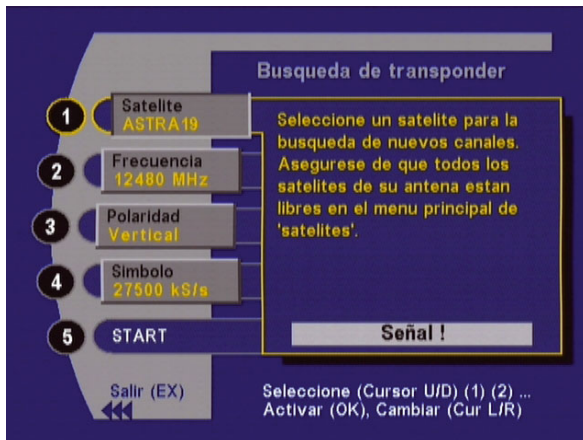 Busqueda de transponder
1
Satelite
ASTRA19
2
Frecuencia
12480 MHz
3
Polaridad
Vertical
4
Simbolo
27500 kS/s
5
START
Seleccione un satelite para la
busqueda de nuevos canales.
Asegurese de que todos los
satelites de su antena estan
libres en el menu principal de
'satelites'.
Señal !
Salir (EX)
Seleccione (Cursor U/D) (1) (2) ...
Activar (OK), Cambiar (Cur L/R)